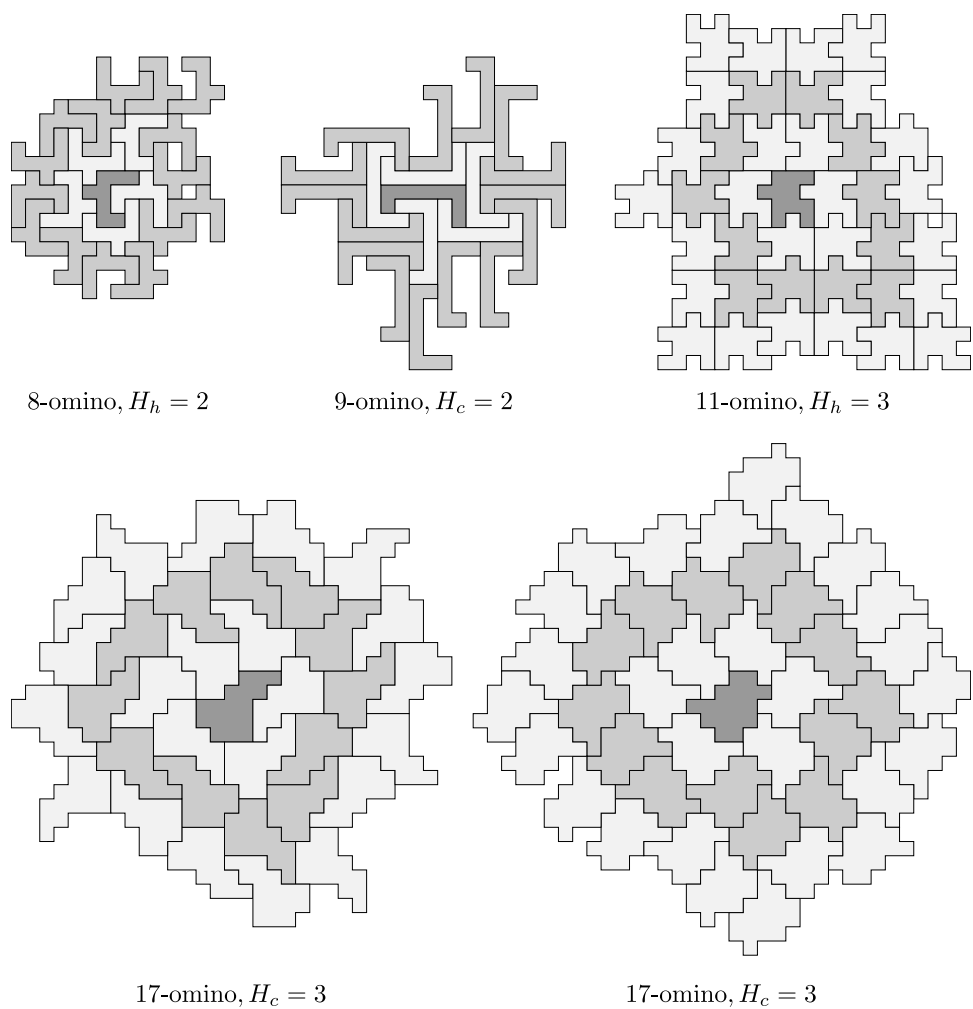 8-omino, H_h = 2
9-omino, H_c = 2
11-omino, H_h = 3
17-omino, H_c = 3
17-omino, H_c = 3